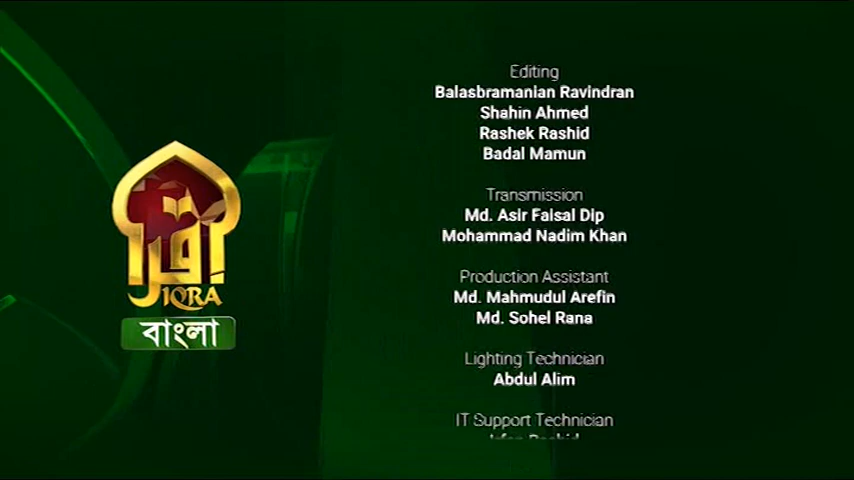 IQRA
বাংলা
Editing
Balasbramanian Ravindran
Shahin Ahmed
Rashek Rashid
Badal Mamun
Transmission
Md. Asir Faisal Dip
Mohammad Nadim Khan
Production Assistant
Md. Mahmudul Arefin
Md. Sohel Rana
Lighting Technician
Abdul Alim
IT Support Technician